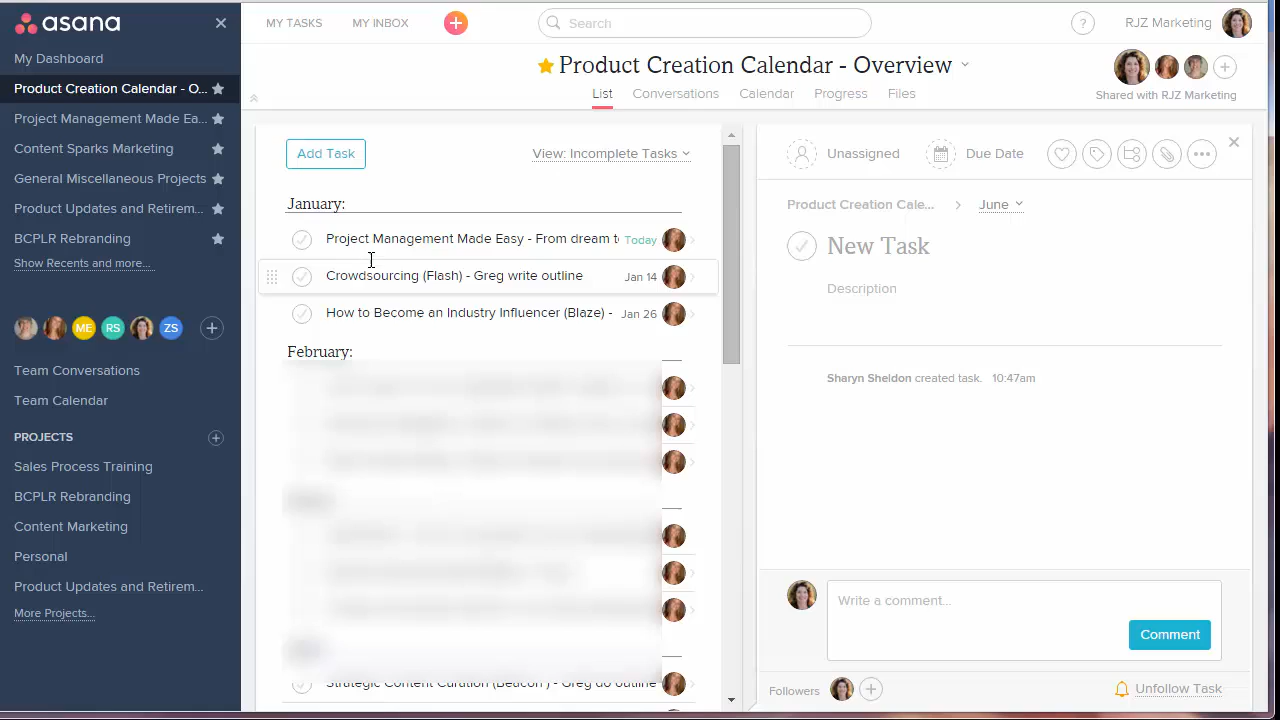 asana
My Dashboard
Product Creation Calendar - O...
Project Management Made Ea...
Content Sparks Marketing
General Miscellaneous Projects
Product Updates and Retirem...
BCPLR Rebranding
Show Recents and more...
ME RS ZS
Team Conversations
Team Calendar
PROJECTS
Sales Process Training
BCPLR Rebranding
Content Marketing
Personal
Product Updates and Retirem...
More Projects...
MY TASKS MY INBOX Search ? RJZ Marketing
Product Creation Calendar - Overview
List Conversations Calendar Progress Files
Shared with RJZ Marketing
Add Task View: Incomplete Tasks
January:
Project Management Made Easy - From dream t Today
Crowdsourcing (Flash) - Greg write outline Jan 14
How to Become an Industry Influencer (Blaze) - Jan 26
February:
Strategic Content Curation (Beacon ) - Greg do outline
Unassigned Due Date
Product Creation Cale... > June
New Task
Description
Sharyn Sheldon created task. 10:47am
Write a comment...
Comment
Followers Unfollow Task